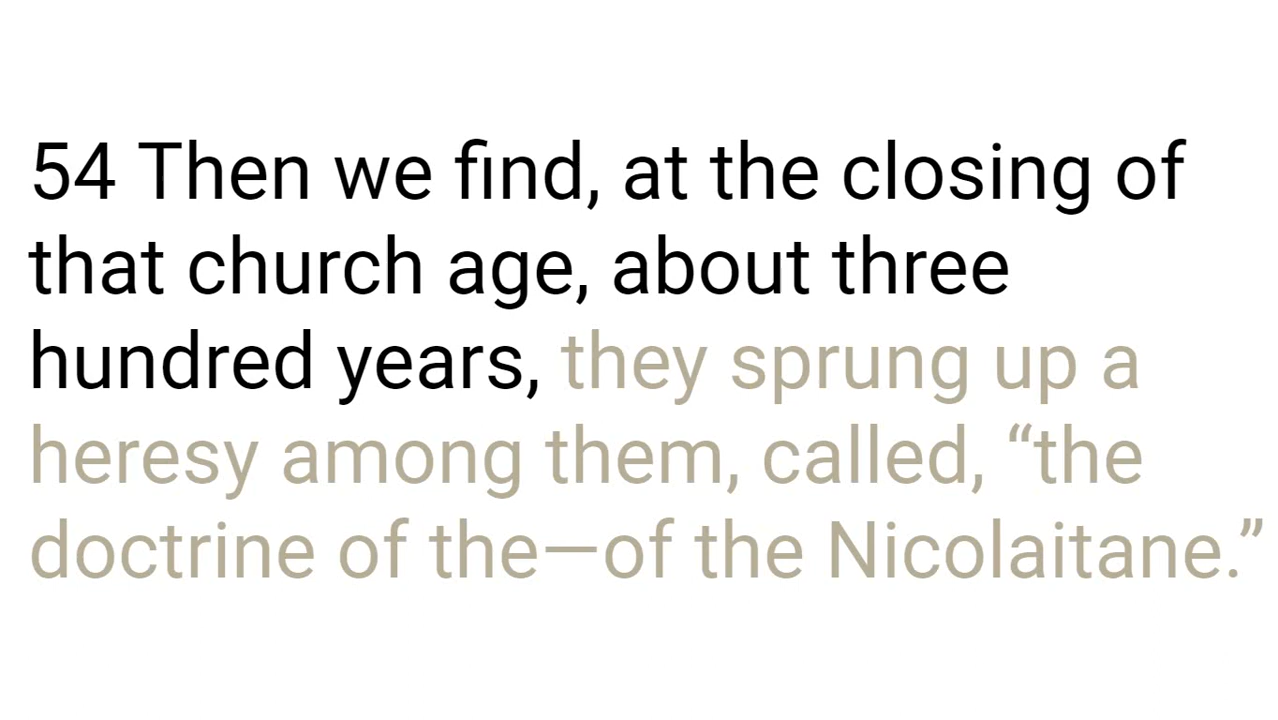 54 Then we find, at the closing of
that church age, about three
hundred years, they sprung up a
heresy among them, called, “the
doctrine of the—of the Nicolaitane.”